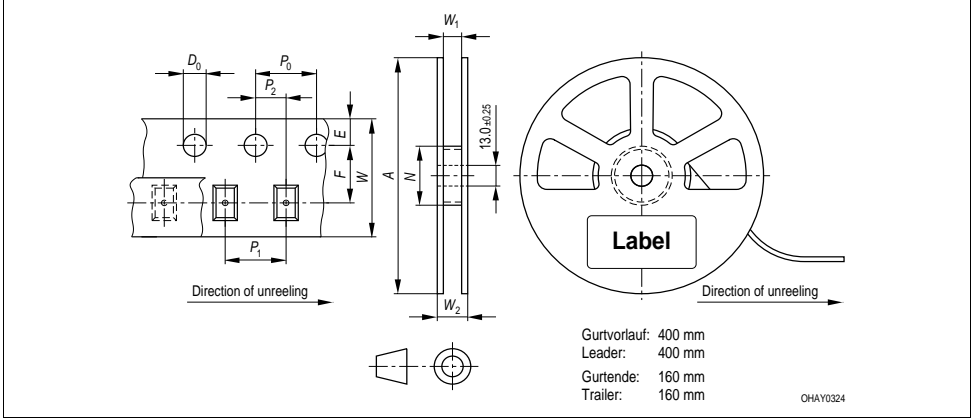 W1
D0
P0
P2
E
F
W
A
N
13.0±0.25
P1
Label
Direction of unreeling
W2
Direction of unreeling
Gurtvorlauf: 400 mm
Leader: 400 mm
Gurtende: 160 mm
Trailer: 160 mm
OHAY0324